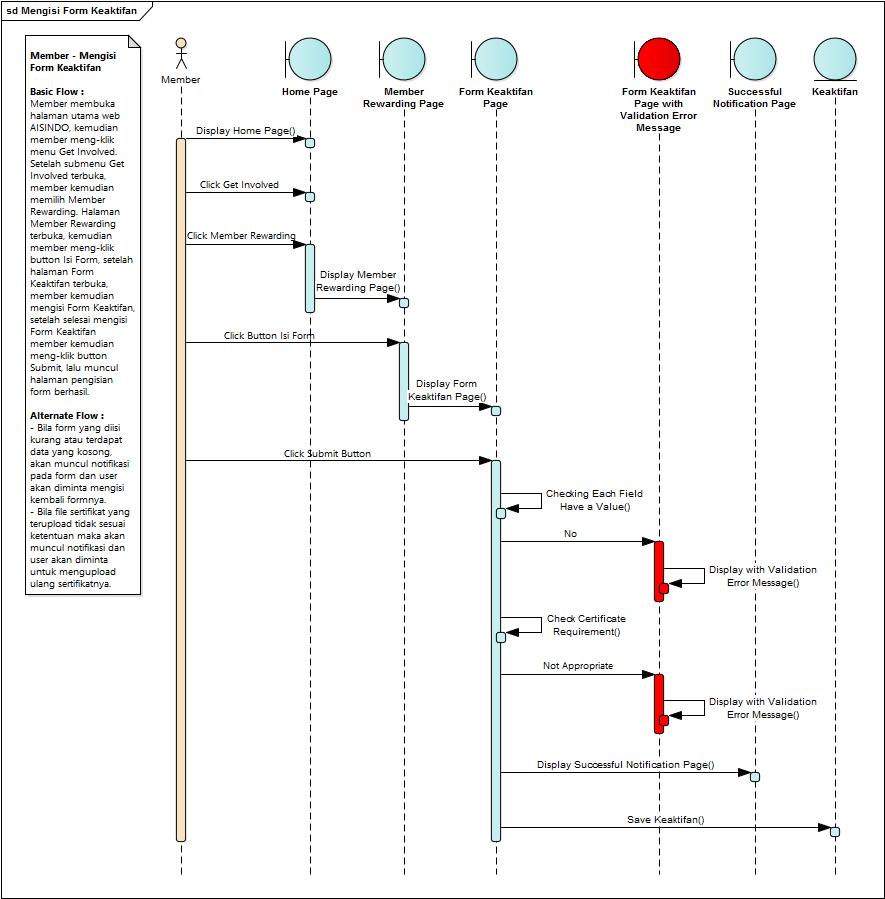 sd Mengisi Form Keaktifan
Member - Mengisi
Form Keaktifan
Basic Flow :
Member membuka
halaman utama web
AISINDO, kemudian
member meng-klik
menu Get Involved.
Setelah submenu Get
Involved terbuka,
member kemudian
memilih Member
Rewarding. Halaman
Member Rewarding
terbuka, kemudian
member meng-klik
button Isi Form, setelah
halaman Form
Keaktifan terbuka,
member kemudian
mengisi Form Keaktifan,
setelah selesai mengisi
Form Keaktifan
member kemudian
meng-klik button
Submit, lalu muncul
halaman pengisian
form berhasil.
Alternate Flow :
- Bila form yang diisi
kurang atau terdapat
data yang kosong,
akan muncul notifikasi
pada form dan user
akan diminta mengisi
kembali formnya.
- Bila file sertifikat yang
terupload tidak sesuai
ketentuan maka akan
muncul notifikasi dan
user akan diminta
untuk mengupload
ulang sertifikatnya.
Member
Home Page
Member
Rewarding Page
Form Keaktifan
Page
Form Keaktifan
Page with
Validation Error
Message
Successful
Notification Page
Keaktifan
Display Home Page()
Click Get Involved
Click Member Rewarding
Display Member
Rewarding Page()
Click Button Isi Form
Display Form
Keaktifan Page()
Click Submit Button
Checking Each Field
Have a Value()
No
Display with Validation
Error Message()
Check Certificate
Requirement()
Not Appropriate
Display with Validation
Error Message()
Display Successful Notification Page()
Save Keaktifan()